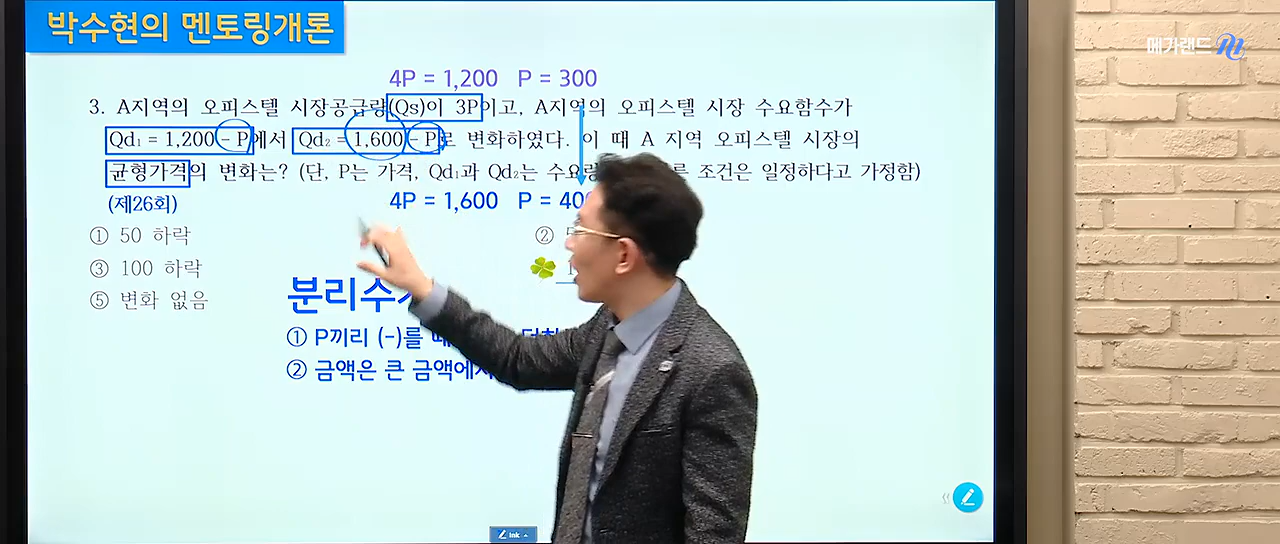 박수현의 멘토링개론
메가랜드
4P = 1,200 P = 300
3. A지역의 오피스텔 시장공급량(Qs)이 3P이고, A지역의 오피스텔 시장 수요함수가
Qd₁ = 1,200 - P에서 Qd₂ = 1,600 - P로 변화하였다. 이 때 A 지역 오피스텔 시장의
균형가격의 변화는? (단, P는 가격, Qd₁과 Qd₂는 수요량 조건은 일정하다고 가정함)
(제26회)
4P = 1,600 P = 40
① 50 하락
②
③ 100 하락
⑤ 변화 없음
분리수
① P끼리 (-)를
② 금액은 큰 금액에서
Ink